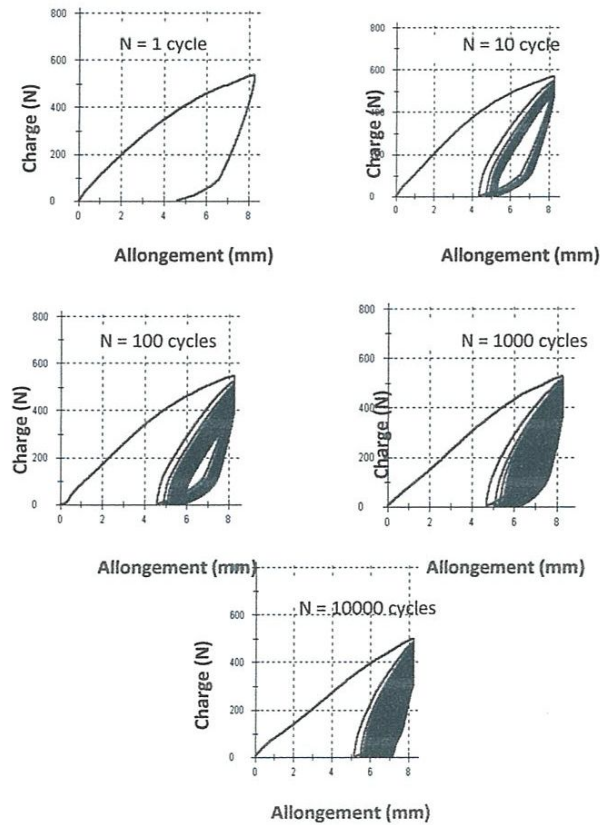 800
N = 1 cycle
600
400
200
0
0 2 4 6 8
Charge (N)
Allongement (mm)
800
N = 10 cycle
600
400
200
0
0 2 4 6 8
Charge (N)
Allongement (mm)
800
N = 100 cycles
600
400
200
0
0 2 4 6 8
Charge (N)
Allongement (mm)
800
N = 1000 cycles
600
400
200
0
0 2 4 6 8
Charge (N)
Allongement (mm)
N = 10000 cycles
600
400
200
0
0 2 4 6 8
Charge (N)
Allongement (mm)